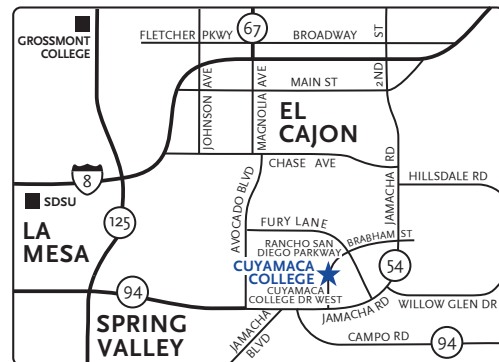 GROSSMONT
COLLEGE
FLETCHER PKWY
67
BROADWAY
2ND ST
MAIN ST
JOHNSON AVE
MAGNOLIA AVE
EL
CAJON
CHASE AVE
JAMACHA RD
HILLSDALE RD
8
SDSU
LA
MESA
125
AVOCADO BLVD
FURY LANE
RANCHO SAN
DIEGO PARKWAY
BRABHAM ST
CUYAMACA
COLLEGE
54
CUYAMACA
COLLEGE DR WEST
94
JAMACHA RD
WILLOW GLEN DR
SPRING
VALLEY
JAMACHA
BLVD
CAMPO RD
94